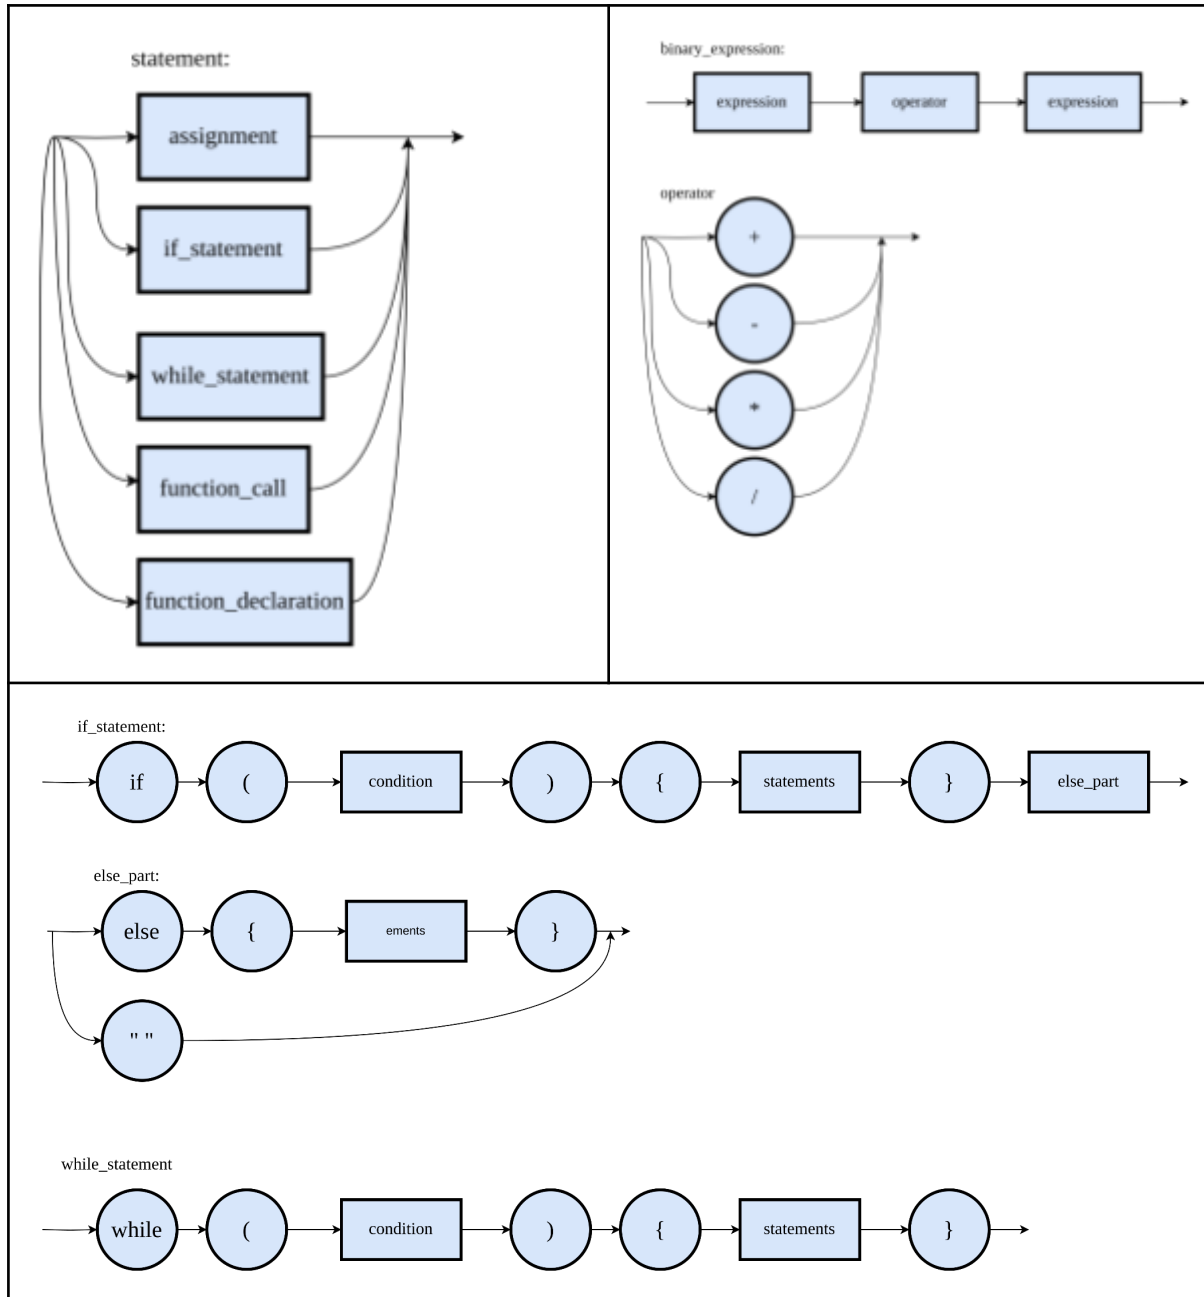 statement:
assignment
if_statement
while_statement
function_call
function_declaration
binary_expression:
expression operator expression
operator
+
-
*
/
if_statement:
if ( condition ) { statements } else_part
else_part:
else { ements }
" "
while_statement
while ( condition ) { statements }